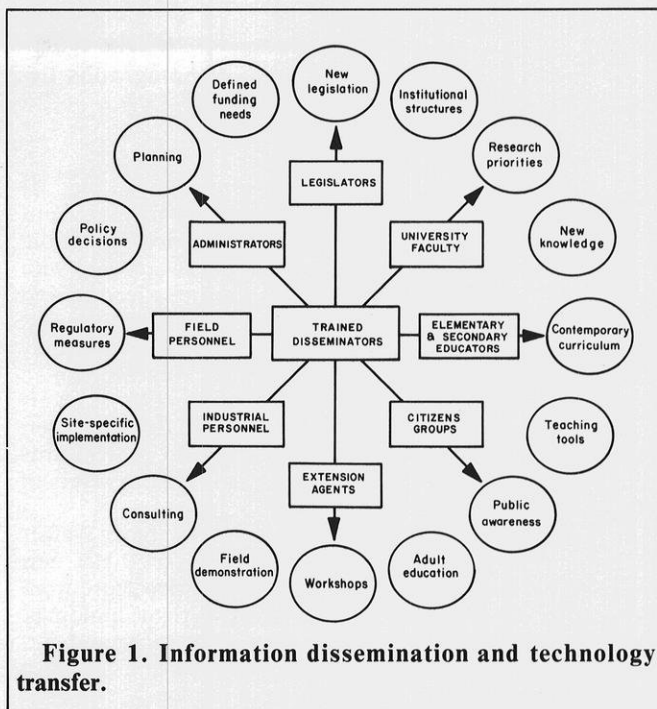 New
legislation
Defined
funding
needs
Institutional
structures
Planning
Research
priorities
LEGISLATORS
Policy
decisions
ADMINISTRATORS
UNIVERSITY
FACULTY
New
knowledge
Regulatory
measures
FIELD
PERSONNEL
TRAINED
DISSEMINATORS
ELEMENTARY
& SECONDARY
EDUCATORS
Contemporary
curriculum
Site-specific
implementation
INDUSTRIAL
PERSONNEL
CITIZENS
GROUPS
Teaching
tools
Consulting
EXTENSION
AGENTS
Public
awareness
Field
demonstration
Workshops
Adult
education
Figure 1. Information dissemination and technology
transfer.